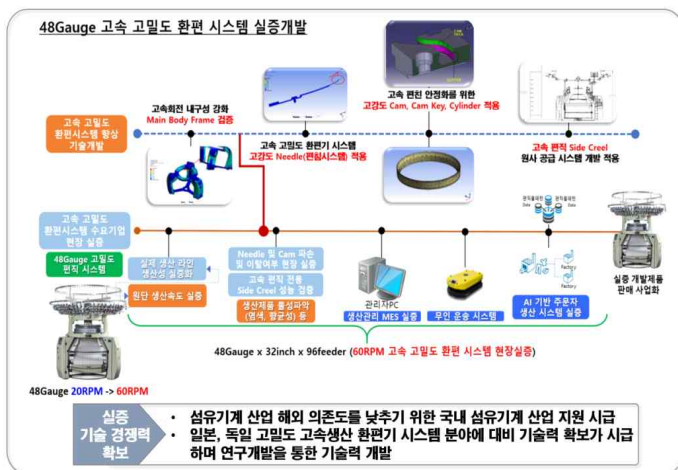 48Gauge 고속 고밀도 환편 시스템 실증개발
고속 고밀도
환편시스템 향상
기술개발
고속회전 내구성 강화
Main Body Frame 검증
고속 고밀도 환편기 시스템
고강도 Needle(편침시스템) 적용
고속 편친 안정화를 위한
고강도 Cam, Cam Key, Cylinder 적용
고속 편직 Side Creel
원사 공급 시스템 개발 적용
고속 고밀도
환편시스템 수요기업
현장 실증
48Gauge 고밀도
편직 시스템
실제 생산 라인
생산성 실증화
원단 생산속도 실증
Needle 및 Cam 파손
및 이탈여부 현장 실증
고속 편직 전용
Side Creel 성능 검증
생산제품 물성파악
(염색, 항균성) 등
관리자PC
생산관리 MES 실증
무인 운송 시스템
Data
Data
Factory
Factory
AI 기반 주문자
생산 시스템 실증
실증 개발제품
판매 사업화
48Gauge x 32inch x 96feeder (60RPM 고속 고밀도 환편 시스템 현장실증)
48Gauge 20RPM -> 60RPM
실증
기술 경쟁력
확보
• 섬유기계 산업 해외 의존도를 낮추기 위한 국내 섬유기계 산업 지원 시급
• 일본, 독일 고밀도 고속생산 환편기 시스템 분야에 대비 기술력 확보가 시급
하며 연구개발을 통한 기술력 개발